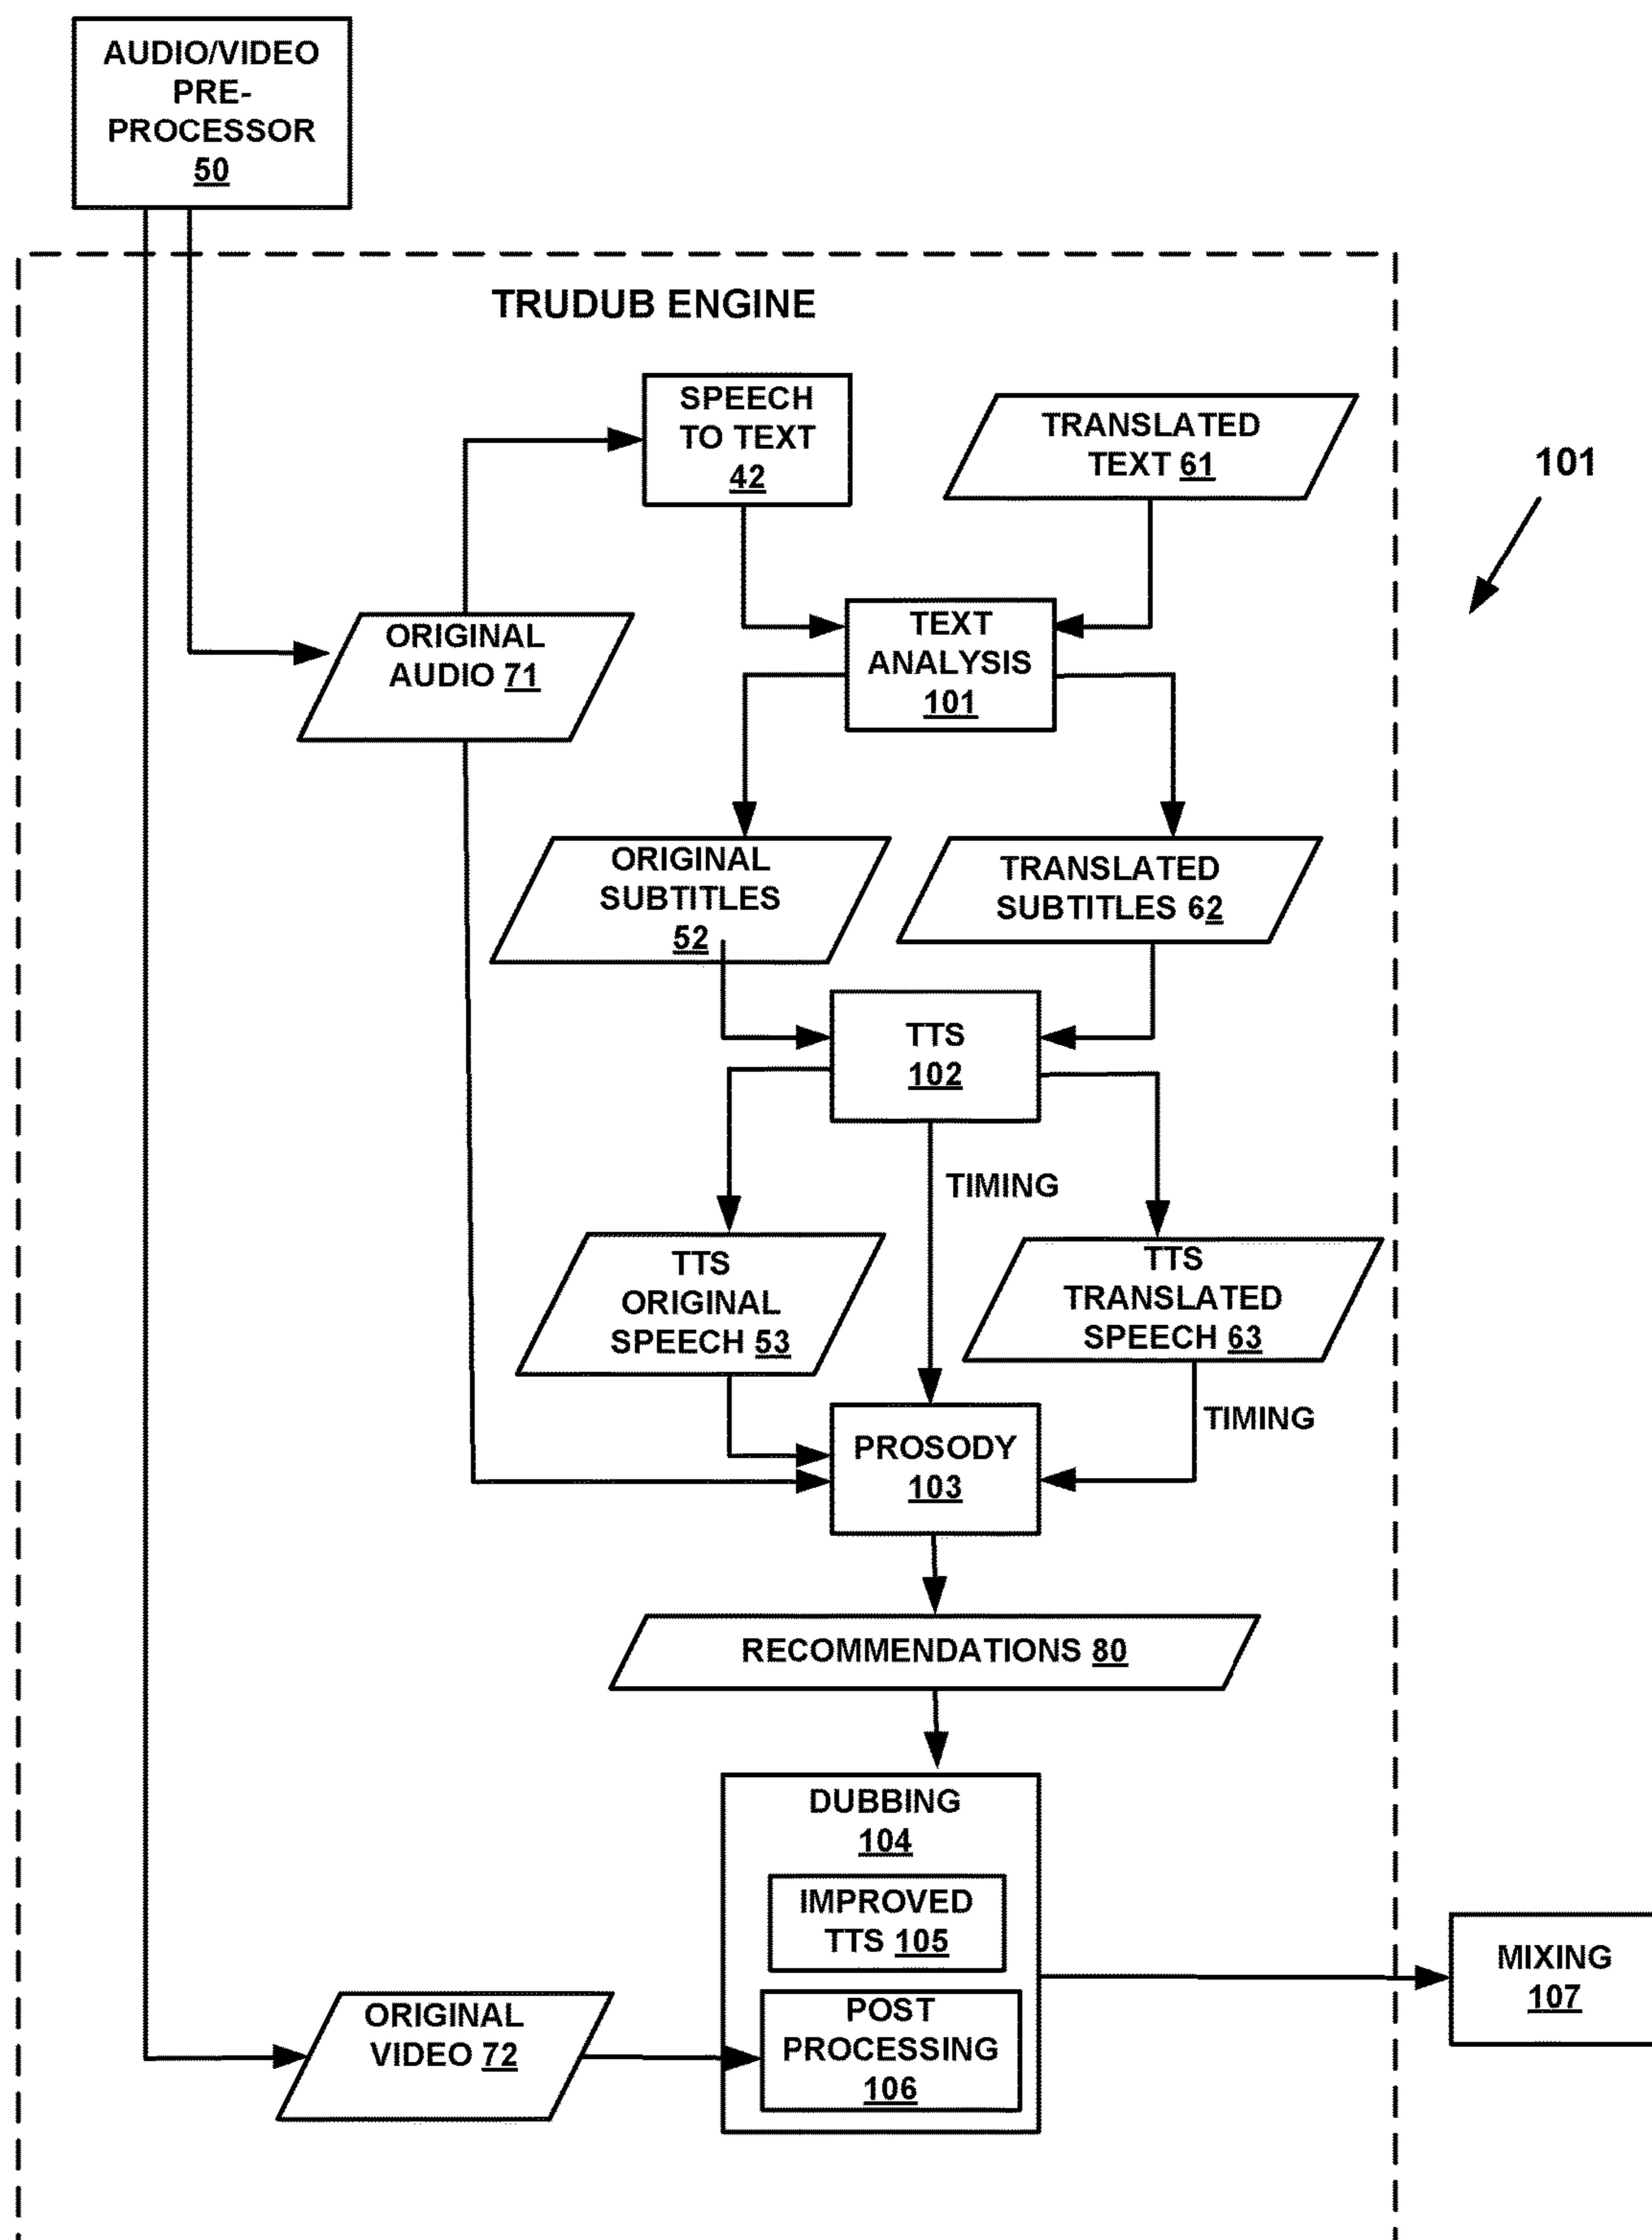 AUDIO/VIDEO
PRE-
PROCESSOR
50
TRUDUB ENGINE
SPEECH
TO TEXT
42
TRANSLATED
TEXT 61
101
ORIGINAL
AUDIO 71
TEXT
ANALYSIS
101
ORIGINAL
SUBTITLES
52
TRANSLATED
SUBTITLES 62
TTS
102
TIMING
TTS
ORIGINAL
SPEECH 53
TTS
TRANSLATED
SPEECH 63
TIMING
PROSODY
103
RECOMMENDATIONS 80
DUBBING
104
IMPROVED
TTS 105
MIXING
107
ORIGINAL
VIDEO 72
POST
PROCESSING
106